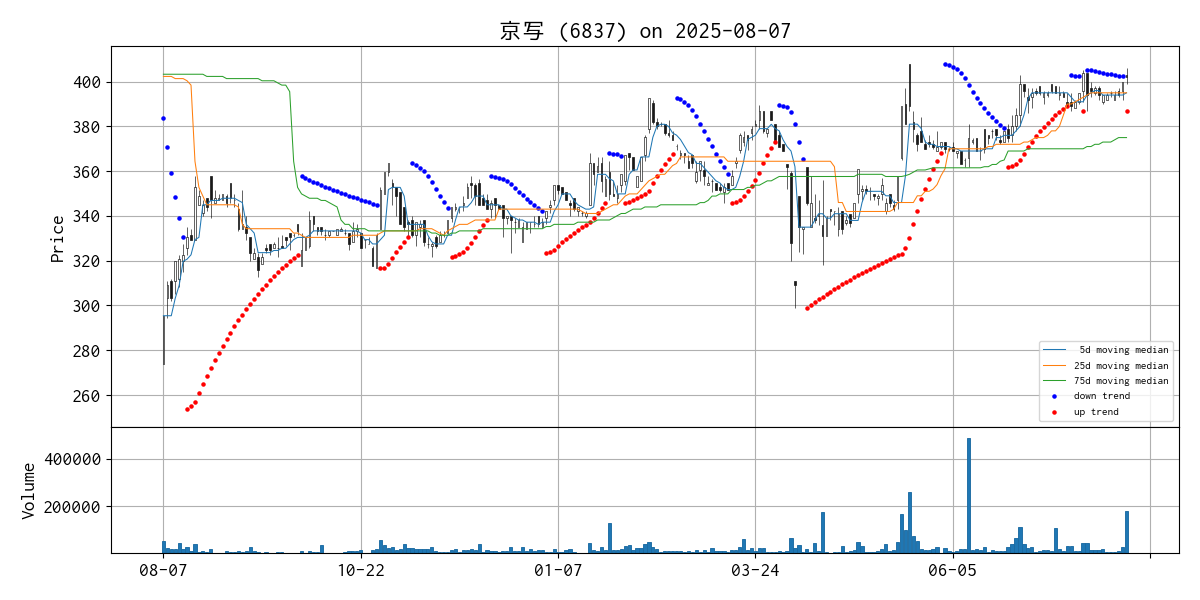 京写 (6837) on 2025-08-07
Price
400
380
360
340
320
300
280
260
5d moving median
25d moving median
75d moving median
down trend
up trend
Volume
400000
200000
08-07
10-22
01-07
03-24
06-05